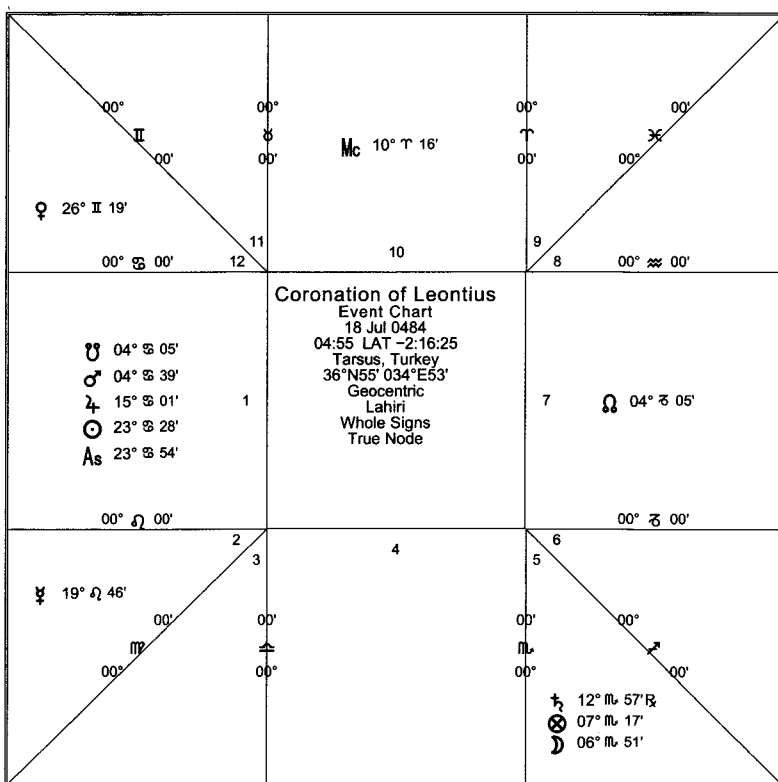 00° 00° 00° 00'
♊ ♉ ♈ ♓
00' 00' 00' 00°
Mc 10° ♈ 16'
♀ 26° ♊ 19'
11 10 9
00° ♋ 00' 12 8 00° ♒ 00'
Coronation of Leontius
Event Chart
18 Jul 0484
04:55 LAT -2:16:25
Tarsus, Turkey
36°N55' 034°E53'
Geocentric
Lahiri
Whole Signs
True Node
☋ 04° ♋ 05'
♂ 04° ♋ 39'
♃ 15° ♋ 01'
☉ 23° ♋ 28'
As 23° ♋ 54'
1
7 ☊ 04° ♑ 05'
00° ♌ 00' 00° ♑ 00'
2 3 4 5 6
☿ 19° ♌ 46'
00' 00' 00' 00°
♍ ♎ ♏ ♐
00° 00° 00° 00'
♄ 12° ♏ 57' ℞
⊗ 07° ♏ 17'
☽ 06° ♏ 51'